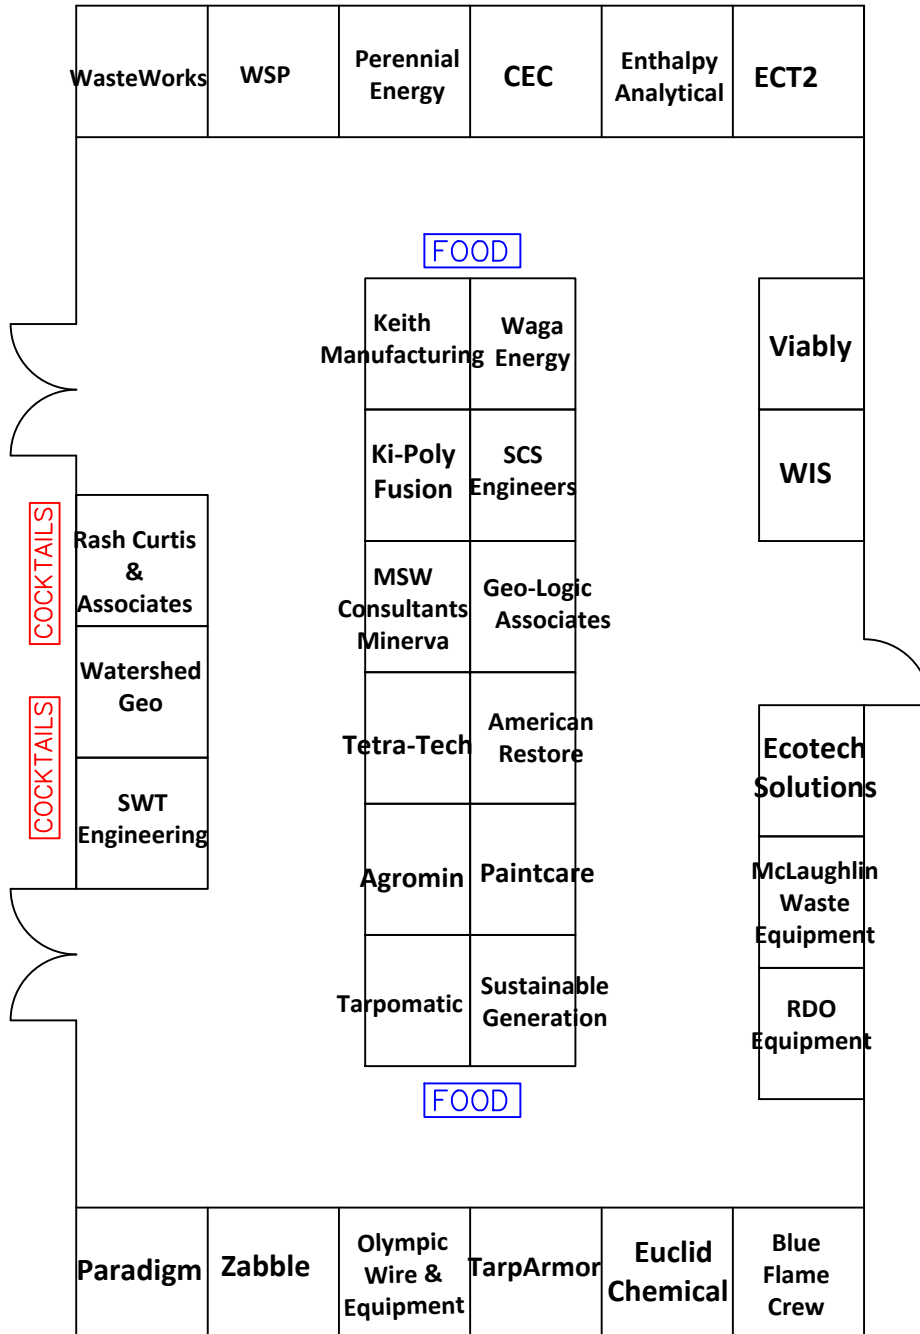 WasteWorks
WSP
Perennial
Energy
CEC
Enthalpy
Analytical
ECT2
FOOD
Keith
Manufacturing
Waga
Energy
Viably
Ki-Poly
Fusion
SCS
Engineers
WIS
COCKTAILS
Rash Curtis
&
Associates
MSW
Consultants
Minerva
Geo-Logic
Associates
COCKTAILS
Watershed
Geo
Tetra-Tech
American
Restore
Ecotech
Solutions
SWT
Engineering
Agromin
Paintcare
McLaughlin
Waste
Equipment
Tarpomatic
Sustainable
Generation
RDO
Equipment
FOOD
Paradigm
Zabble
Olympic
Wire &
Equipment
TarpArmor
Euclid
Chemical
Blue
Flame
Crew